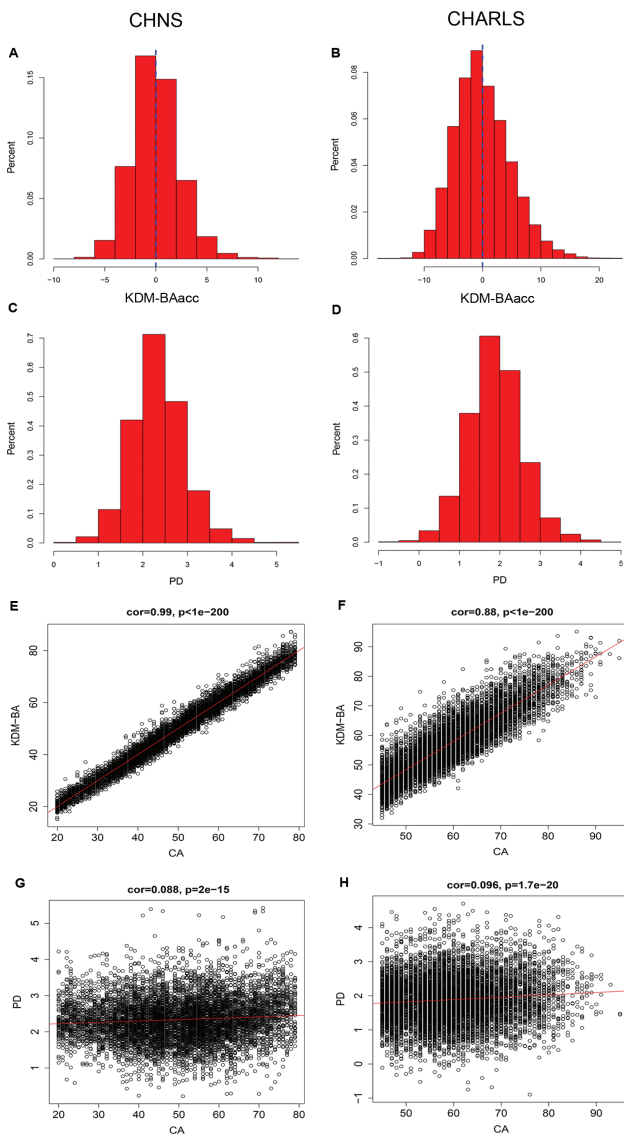 CHNS
CHARLS
A
Percent
0.00 0.05 0.10 0.15
−10 −5 0 5 10
KDM-BAacc
B
Percent
0.00 0.02 0.04 0.06 0.08
−10 0 10 20
KDM-BAacc
C
Percent
0.0 0.1 0.2 0.3 0.4 0.5 0.6 0.7
0 1 2 3 4 5
PD
D
Percent
0.0 0.1 0.2 0.3 0.4 0.5 0.6
−1 0 1 2 3 4 5
PD
E
cor=0.99, p<1e−200
KDM−BA
20 40 60 80
20 30 40 50 60 70 80
CA
F
cor=0.88, p<1e−200
KDM−BA
30 40 50 60 70 80 90
50 60 70 80 90
CA
G
cor=0.088, p=2e−15
PD
1 2 3 4 5
20 30 40 50 60 70 80
CA
H
cor=0.096, p=1.7e−20
PD
−1 0 1 2 3 4
50 60 70 80 90
CA